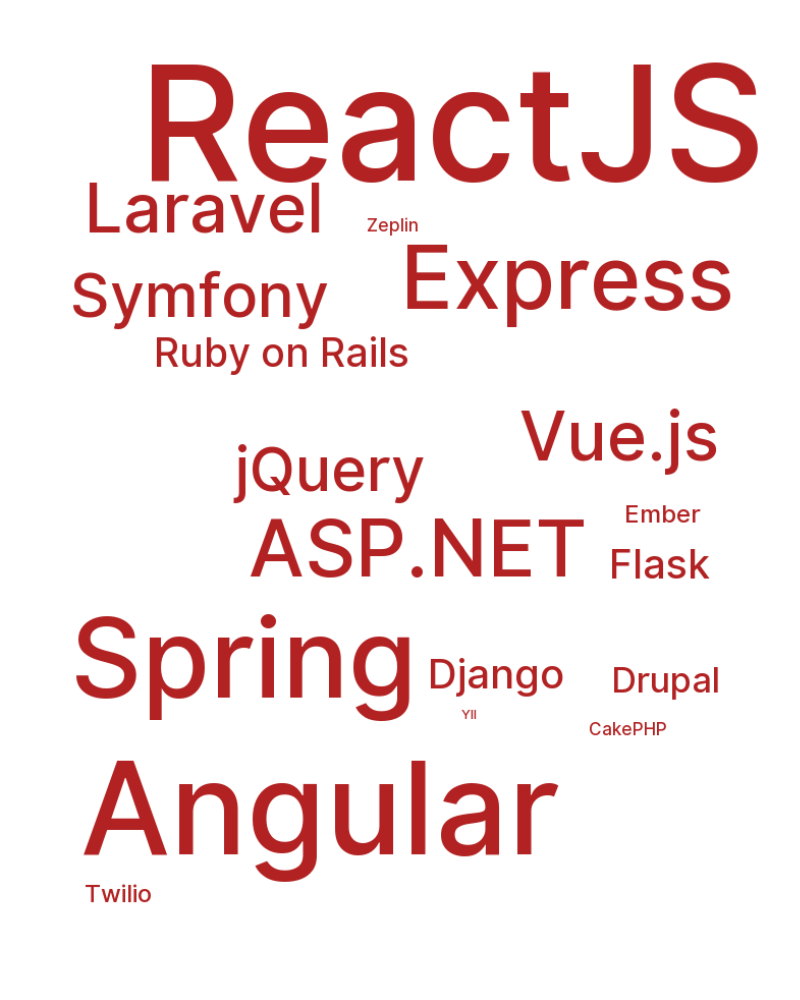 ReactJS
Laravel
Zeplin
Express
Symfony
Ruby on Rails
Vue.js
jQuery
Ember
ASP.NET
Flask
Spring
Django
Drupal
YII
CakePHP
Angular
Twilio